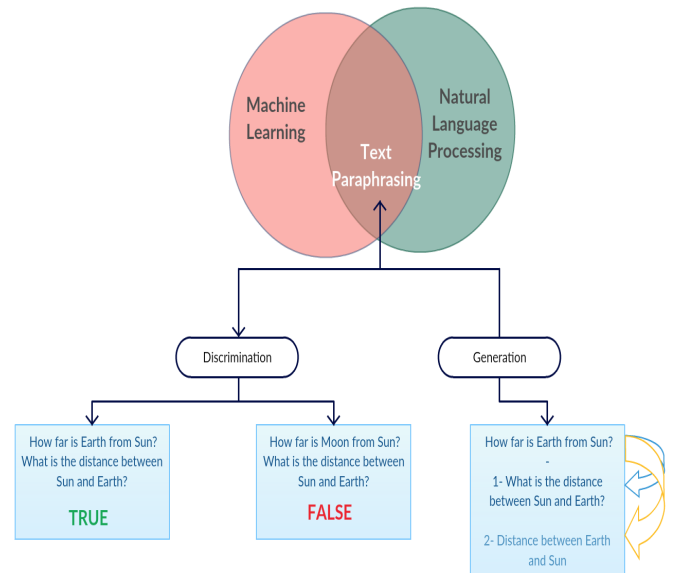 Machine
Learning
Natural
Language
Processing
Text
Paraphrasing
Discrimination
Generation
How far is Earth from Sun?
What is the distance between
Sun and Earth?
TRUE
How far is Moon from Sun?
What is the distance between
Sun and Earth?
FALSE
How far is Earth from Sun?
-
1- What is the distance
between Sun and Earth?
2- Distance between Earth
and Sun